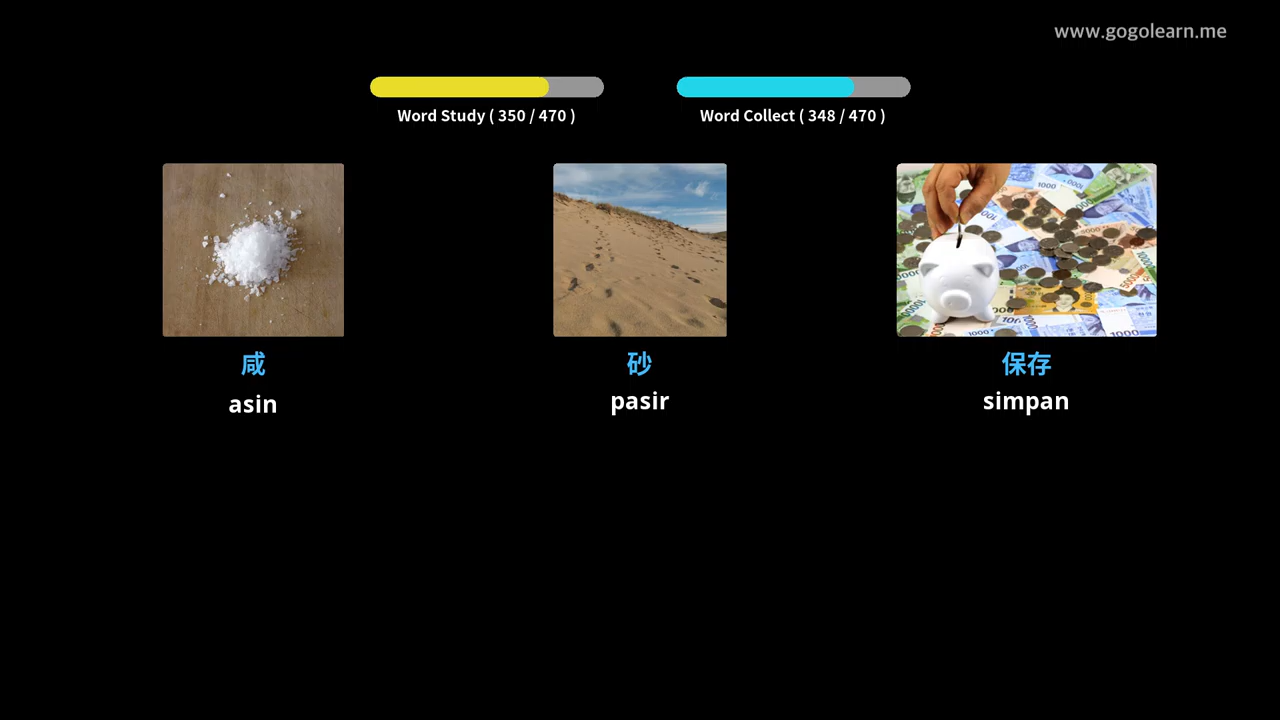 www.gogolearn.me
Word Study ( 350 / 470 )
Word Collect ( 348 / 470 )
咸
砂
保存
asin
pasir
simpan